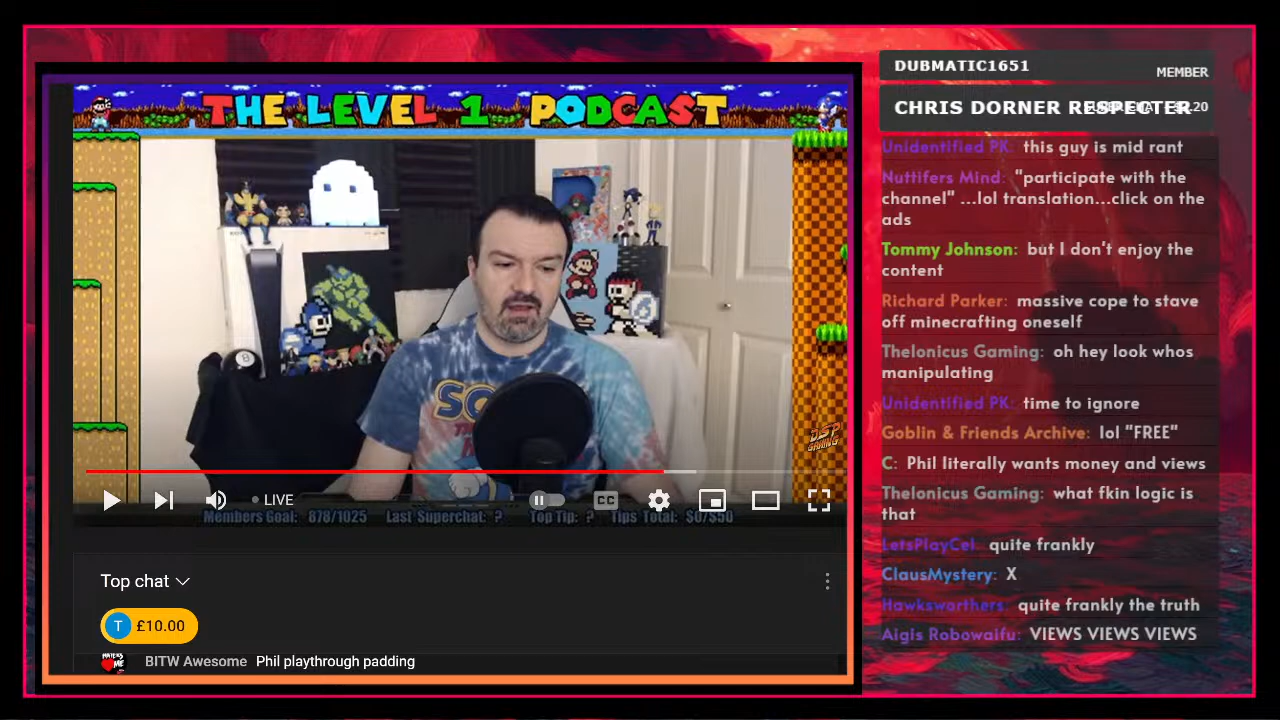 THE LEVEL 1 PODCAST
DSP
GAMING
LIVE
CC
Members Goal: 878/1025 Last Superchat: ? Top Tip: ? Tips Total: $0/$50
Top chat
T £10.00
BITW Awesome Phil playthrough padding
DUBMATIC1651
MEMBER
CHRIS DORNER RESPECTER
Unidentified PK: this guy is mid rant
Nuttifers Mind: "participate with the
channel" ...lol translation...click on the
ads
Tommy Johnson: but I don't enjoy the
content
Richard Parker: massive cope to stave
off minecrafting oneself
Thelonicus Gaming: oh hey look whos
manipulating
Unidentified PK: time to ignore
Goblin & Friends Archive: lol "FREE"
C: Phil literally wants money and views
Thelonicus Gaming: what fkin logic is
that
LetsPlayCel: quite frankly
ClausMystery: X
Hawksworthers: quite frankly the truth
Aigis Robowaifu: VIEWS VIEWS VIEWS